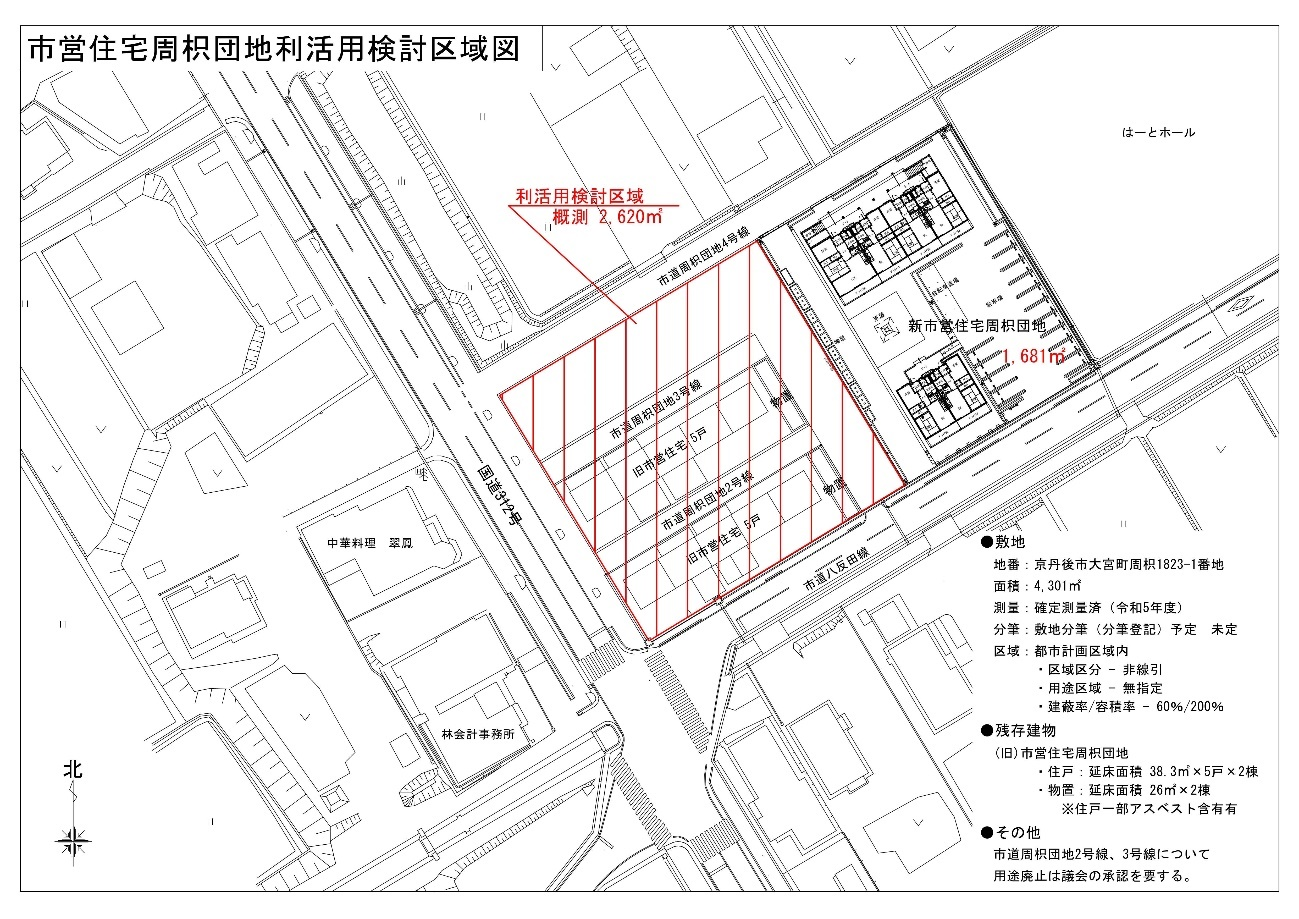 市営住宅周枳団地利活用検討区域図
はーとホール
利活用検討区域
概測 2,620㎡
市道周枳団地4号線
新市営住宅周枳団地
1,681㎡
市道周枳団地3号線
物置
旧市営住宅 5戸
市道周枳団地2号線
物置
旧市営住宅 5戸
国道312号
市道八反田線
中華料理 翠鳳
林会計事務所
北
●敷地
地番：京丹後市大宮町周枳1823-1番地
面積：4,301㎡
測量：確定測量済（令和5年度）
分筆：敷地分筆（分筆登記）予定 未定
区域：都市計画区域内
・区域区分 － 非線引
・用途区域 － 無指定
・建蔽率/容積率 － 60%/200%
●残存建物
(旧)市営住宅周枳団地
・住戸：延床面積 38.3㎡×5戸×2棟
・物置：延床面積 26㎡×2棟
※住戸一部アスベスト含有有
●その他
市道周枳団地2号線、3号線について
用途廃止は議会の承認を要する。